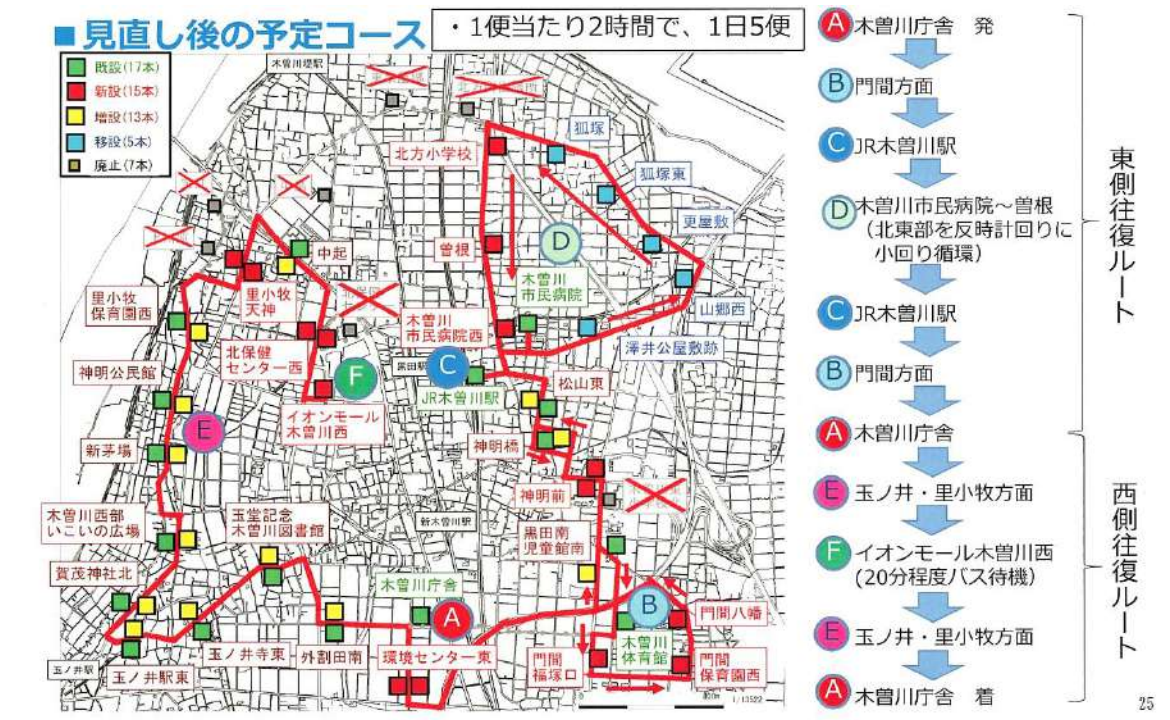 ■見直し後の予定コース
・1便当たり2時間で、1日5便
既設(17本)
新設(15本)
増設(13本)
移設(5本)
廃止(7本)
木曽川堤駅
北方小学校
狐塚
狐塚東
更屋敷
曽根
D
木曽川
市民病院
山郷西
澤井公屋敷跡
中起
里小牧
天神
里小牧
保育園西
北保健
センター西
木曽川
市民病院西
黒田駅
C
JR木曽川駅
F
イオンモール
木曽川西
神明公民館
E
新茅場
松山東
神明橋
神明前
新木曽川駅
黒田南
児童館南
木曽川西部
いこいの広場
玉堂記念
木曽川図書館
賀茂神社北
木曽川庁舎
A
B
門間八幡
木曽川
体育館
玉ノ井駅
玉ノ井駅東
玉ノ井寺東
外割田南
環境センター東
門間
福塚口
門間
保育園西
1/13522
A 木曽川庁舎 発
B 門間方面
C JR木曽川駅
D 木曽川市民病院~曽根
(北東部を反時計回りに
小回り循環)
C JR木曽川駅
B 門間方面
A 木曽川庁舎
E 玉ノ井・里小牧方面
F イオンモール木曽川西
(20分程度バス待機)
E 玉ノ井・里小牧方面
A 木曽川庁舎 着
東側往復ルート
西側往復ルート
25